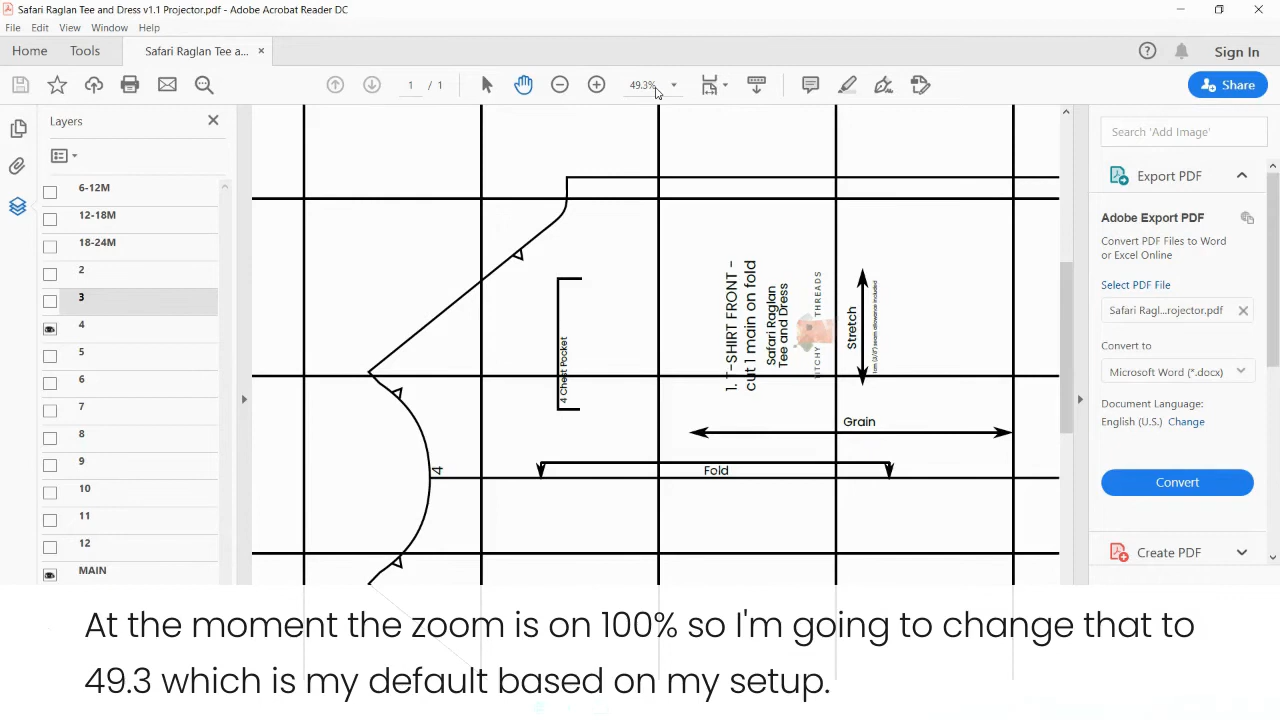 Safari Raglan Tee and Dress v1.1 Projector.pdf - Adobe Acrobat Reader DC
File Edit View Window Help
Home Tools Safari Raglan Tee a... × Sign In
1 / 1 49.3% Share
Layers
6-12M
12-18M
18-24M
2
3
4
5
6
7
8
9
10
11
12
MAIN
1. T-SHIRT FRONT -
cut 1 main on fold
Safari Raglan
Tee and Dress
THREADS
Stretch
1cm (3/8") seam allowance included
4 Chest Pocket
Grain
Fold
4
Search 'Add Image'
Export PDF
Adobe Export PDF
Convert PDF Files to Word
or Excel Online
Select PDF File
Safari Ragl...rojector.pdf
Convert to
Microsoft Word (*.docx)
Document Language:
English (U.S.) Change
Convert
Create PDF
At the moment the zoom is on 100% so I'm going to change that to
49.3 which is my default based on my setup.